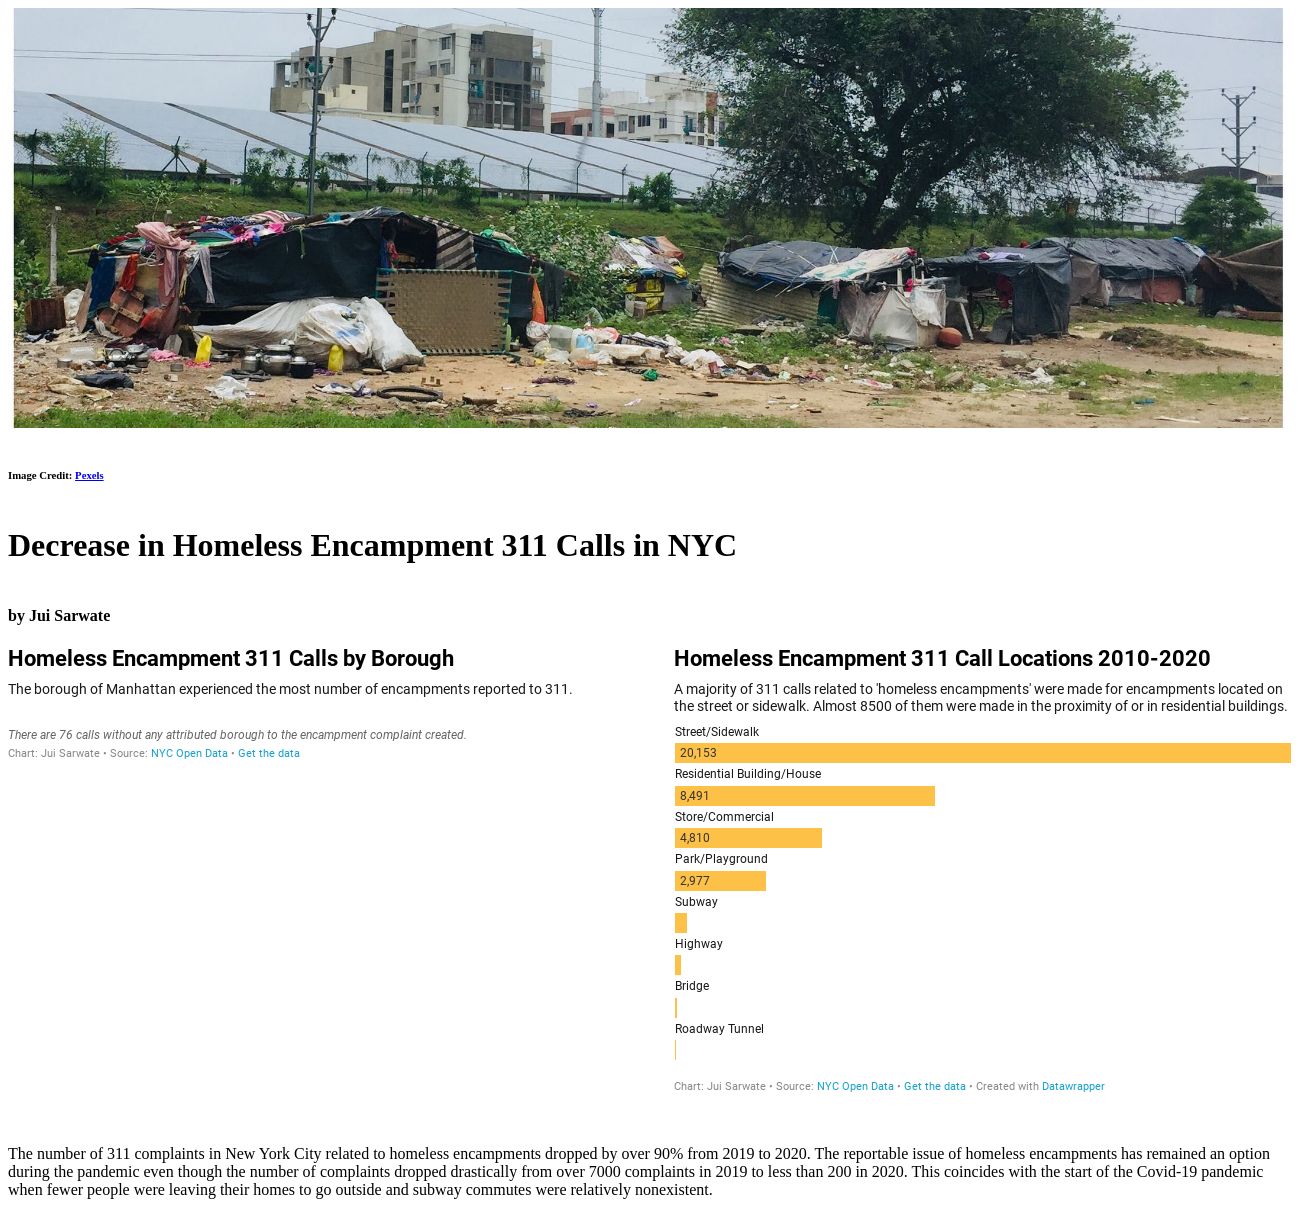 Image Credit: Pexels
Decrease in Homeless Encampment 311 Calls in NYC
by Jui Sarwate
Homeless Encampment 311 Calls by Borough
The borough of Manhattan experienced the most number of encampments reported to 311.
There are 76 calls without any attributed borough to the encampment complaint created.
Chart: Jui Sarwate • Source: NYC Open Data • Get the data
Homeless Encampment 311 Call Locations 2010-2020
A majority of 311 calls related to 'homeless encampments' were made for encampments located on
the street or sidewalk. Almost 8500 of them were made in the proximity of or in residential buildings.
Street/Sidewalk
20,153
Residential Building/House
8,491
Store/Commercial
4,810
Park/Playground
2,977
Subway
Highway
Bridge
Roadway Tunnel
Chart: Jui Sarwate • Source: NYC Open Data • Get the data • Created with Datawrapper
The number of 311 complaints in New York City related to homeless encampments dropped by over 90% from 2019 to 2020. The reportable issue of homeless encampments has remained an option
during the pandemic even though the number of complaints dropped drastically from over 7000 complaints in 2019 to less than 200 in 2020. This coincides with the start of the Covid-19 pandemic
when fewer people were leaving their homes to go outside and subway commutes were relatively nonexistent.